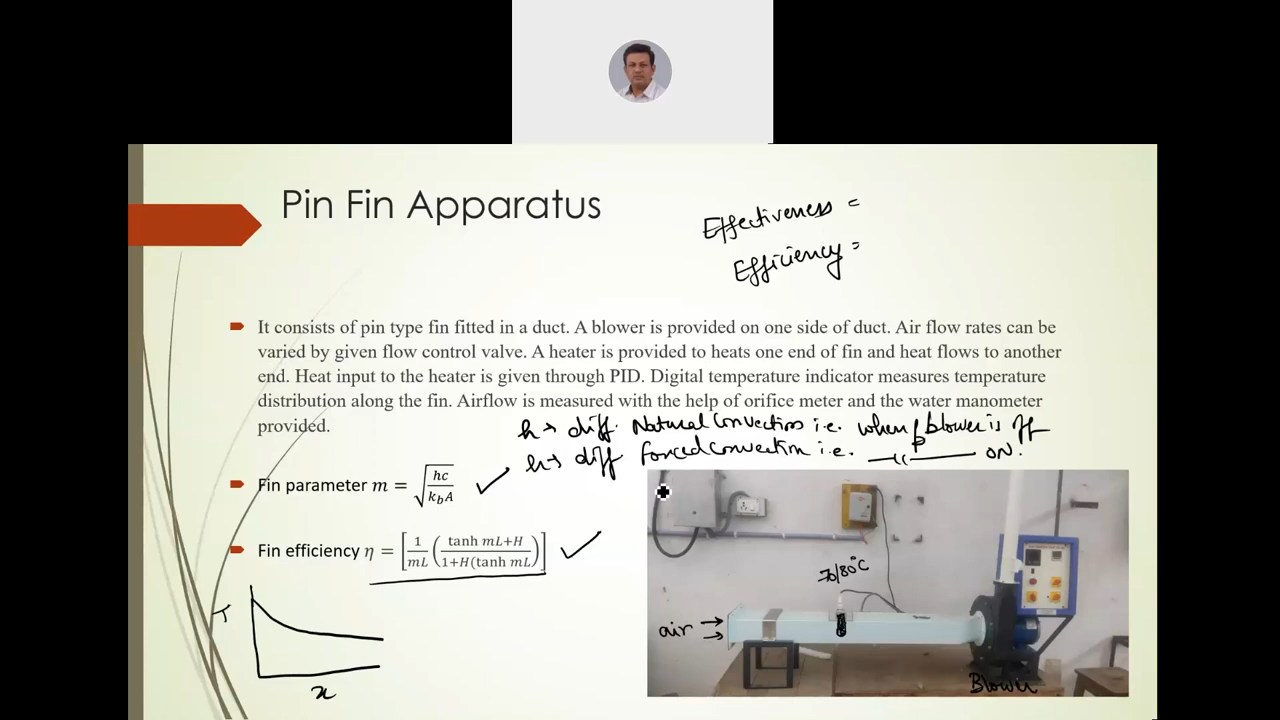 Pin Fin Apparatus
Effectiveness =
Efficiency =
It consists of pin type fin fitted in a duct. A blower is provided on one side of duct. Air flow rates can be
varied by given flow control valve. A heater is provided to heats one end of fin and heat flows to another
end. Heat input to the heater is given through PID. Digital temperature indicator measures temperature
distribution along the fin. Airflow is measured with the help of orifice meter and the water manometer
provided.
h → diff. Natural Convection i.e. when blower is off
h → diff forced convection i.e. —〃— ON.
Fin parameter m = √(hc/k_bA)
Fin efficiency η = [1/mL (tanh mL+H/1+H(tanh mL))]
T
x
70/80°C
air
Blower